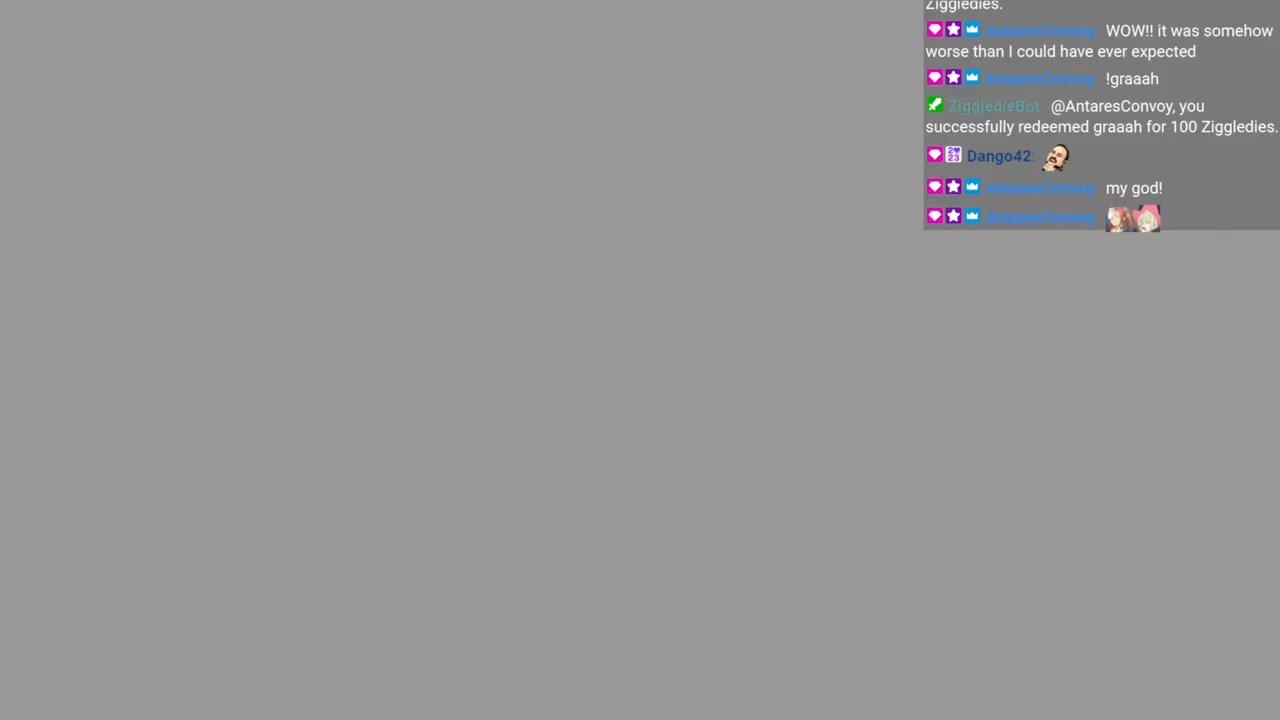 Ziggledies.
AntaresConvoy: WOW!! it was somehow
worse than I could have ever expected
AntaresConvoy: !graaah
ZiggledieBot: @AntaresConvoy, you
successfully redeemed graaah for 100 Ziggledies.
2023 Dango42:
AntaresConvoy: my god!
AntaresConvoy: